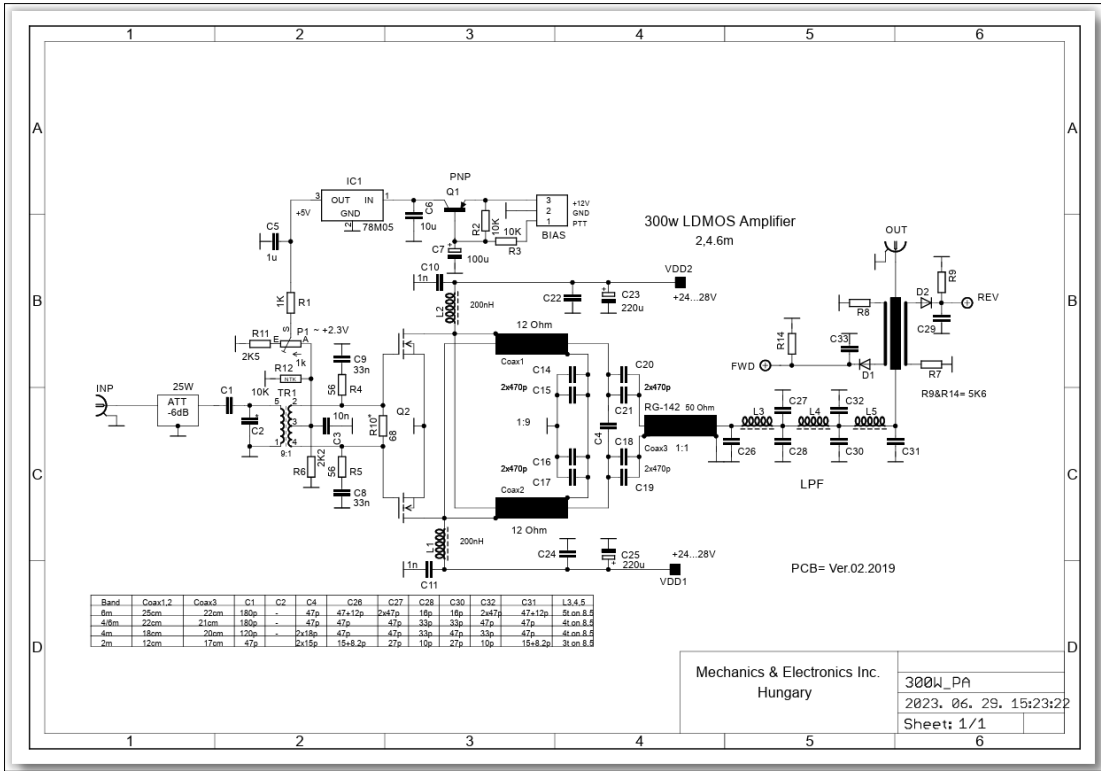 1 2 3 4 5 6
A
A
PNP
IC1
Q1
3 OUT IN 1
GND
2
78M05
+5V
C6
10u
R2
10K
10K
R3
3 +12V
2 GND
1 PTT
BIAS
300w LDMOS Amplifier
2,4.6m
OUT
C5
1u
C7
+
100u
C10
1n
VDD2
+24...28V
C22
C23
220u
B
B
1K
R1
L2
200nH
R9
D2
REV
R8
C29
R11
2K5
S
E A
P1
~ +2.3V
1k
12 Ohm
Coax1
R14
C33
FWD
D1
R7
R9&R14= 5K6
R12
NTK
10K
C9
33n
56
R4
C14
C15
C20
2x470p
2x470p
C21
INP
25W
ATT
-6dB
C1
C2
TR1
5 2
3
1 4
9:1
10n
C3
Q2
R10*
68
1:9
C4
RG-142 50 Ohm
Coax3 1:1
L3
C27
L4
C32
L5
C26
C28
C30
C31
LPF
C
C
R6
2K2
56
R5
C8
33n
C16
2x470p
C17
C18
2x470p
C19
Coax2
12 Ohm
L1
200nH
1n
C11
C24
C25
220u
+24...28V
VDD1
PCB= Ver.02.2019
Band Coax1,2 Coax3 C1 C2 C4 C26 C27 C28 C30 C32 C31 L3,4,5
6m 25cm 22cm 180p - 47p 47+12p 2x47p 16p 16p 2x47p 47+12p 5t on 8.5
4/6m 22cm 21cm 180p - 47p 47p 47p 33p 33p 47p 47p 4t on 8.5
4m 18cm 20cm 120p - 2x18p 47p 47p 33p 47p 33p 47p 4t on 8.5
2m 12cm 17cm 47p 2x15p 15+8.2p 27p 10p 27p 10p 15+8.2p 3t on 8.5
D
D
Mechanics & Electronics Inc.
Hungary
300W_PA
2023. 06. 29. 15:23:22
Sheet: 1/1
1 2 3 4 5 6